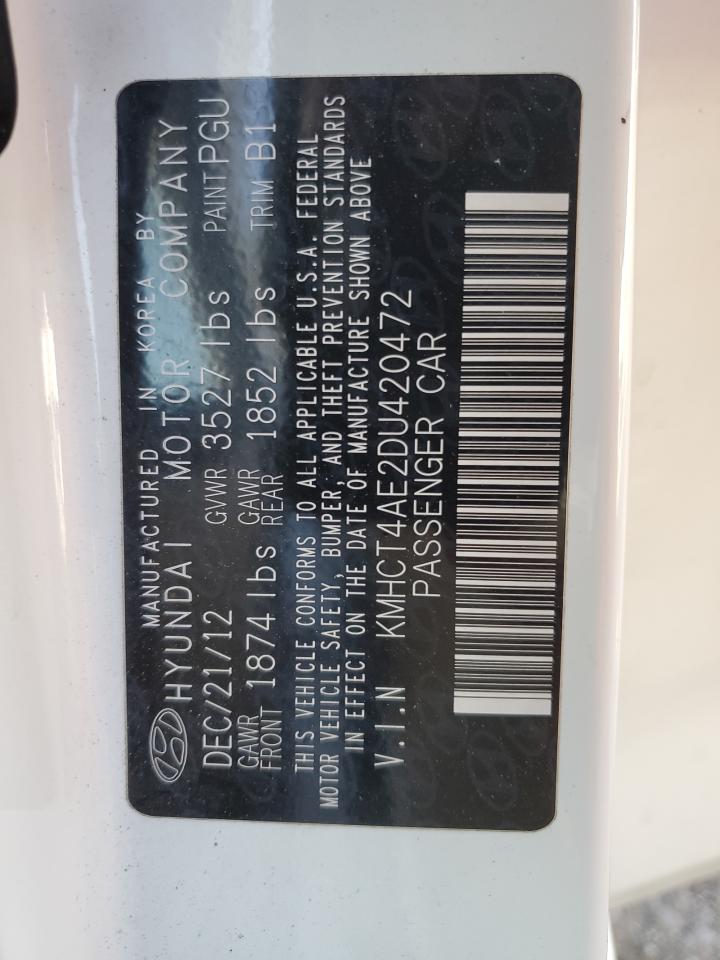 MANUFACTURED IN KOREA BY
HYUNDAI MOTOR COMPANY
DEC/21/12 GVWR 3527 lbs PAINT PGU
GAWR FRONT 1874 lbs GAWR REAR 1852 lbs TRIM B1
THIS VEHICLE CONFORMS TO ALL APPLICABLE U.S.A. FEDERAL
MOTOR VEHICLE SAFETY, BUMPER, AND THEFT PREVENTION STANDARDS
IN EFFECT ON THE DATE OF MANUFACTURE SHOWN ABOVE
V.I.N KMHCT4AE2DU420472
PASSENGER CAR